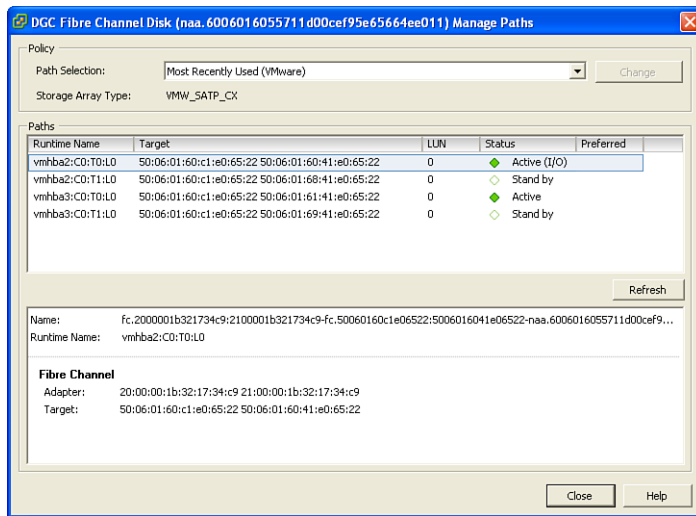 DGC Fibre Channel Disk (naa.6006016055711d00cef95e65664ee011) Manage Paths
Policy
Path Selection: Most Recently Used (VMware) Change
Storage Array Type: VMW_SATP_CX
Paths
Runtime Name Target LUN Status Preferred
vmhba2:C0:T0:L0 50:06:01:60:c1:e0:65:22 50:06:01:60:41:e0:65:22 0 Active (I/O)
vmhba2:C0:T1:L0 50:06:01:60:c1:e0:65:22 50:06:01:68:41:e0:65:22 0 Stand by
vmhba3:C0:T0:L0 50:06:01:60:c1:e0:65:22 50:06:01:61:41:e0:65:22 0 Active
vmhba3:C0:T1:L0 50:06:01:60:c1:e0:65:22 50:06:01:69:41:e0:65:22 0 Stand by
Refresh
Name: fc.2000001b321734c9:2100001b321734c9-fc.50060160c1e06522:5006016041e06522-naa.6006016055711d00cef9...
Runtime Name: vmhba2:C0:T0:L0
Fibre Channel
Adapter: 20:00:00:1b:32:17:34:c9 21:00:00:1b:32:17:34:c9
Target: 50:06:01:60:c1:e0:65:22 50:06:01:60:41:e0:65:22
Close Help